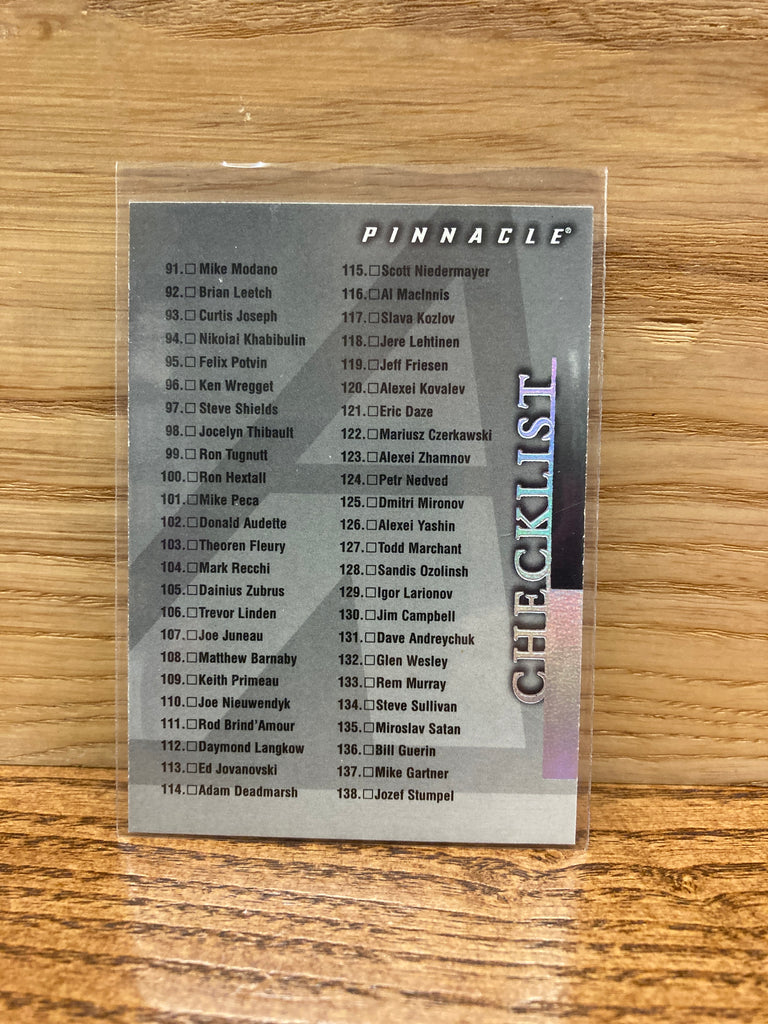 PINNACLE®
91.☐ Mike Modano
92.☐ Brian Leetch
93.☐ Curtis Joseph
94.☐ Nikolai Khabibulin
95.☐ Felix Potvin
96.☐ Ken Wregget
97.☐ Steve Shields
98.☐ Jocelyn Thibault
99.☐ Ron Tugnutt
100.☐ Ron Hextall
101.☐ Mike Peca
102.☐ Donald Audette
103.☐ Theoren Fleury
104.☐ Mark Recchi
105.☐ Dainius Zubrus
106.☐ Trevor Linden
107.☐ Joe Juneau
108.☐ Matthew Barnaby
109.☐ Keith Primeau
110.☐ Joe Nieuwendyk
111.☐ Rod Brind'Amour
112.☐ Daymond Langkow
113.☐ Ed Jovanovski
114.☐ Adam Deadmarsh
115.☐ Scott Niedermayer
116.☐ Al MacInnis
117.☐ Slava Kozlov
118.☐ Jere Lehtinen
119.☐ Jeff Friesen
120.☐ Alexei Kovalev
121.☐ Eric Daze
122.☐ Mariusz Czerkawski
123.☐ Alexei Zhamnov
124.☐ Petr Nedved
125.☐ Dmitri Mironov
126.☐ Alexei Yashin
127.☐ Todd Marchant
128.☐ Sandis Ozolinsh
129.☐ Igor Larionov
130.☐ Jim Campbell
131.☐ Dave Andreychuk
132.☐ Glen Wesley
133.☐ Rem Murray
134.☐ Steve Sullivan
135.☐ Miroslav Satan
136.☐ Bill Guerin
137.☐ Mike Gartner
138.☐ Jozef Stumpel
CHECKLIST